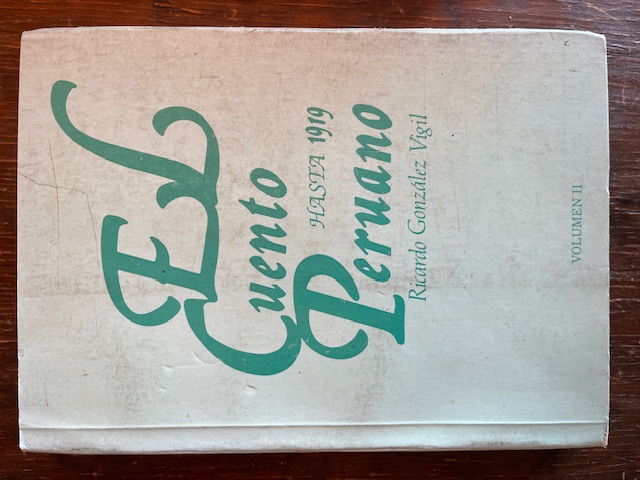 El
Cuento
HASTA 1919
Peruano
Ricardo González Vigil
VOLUMEN II